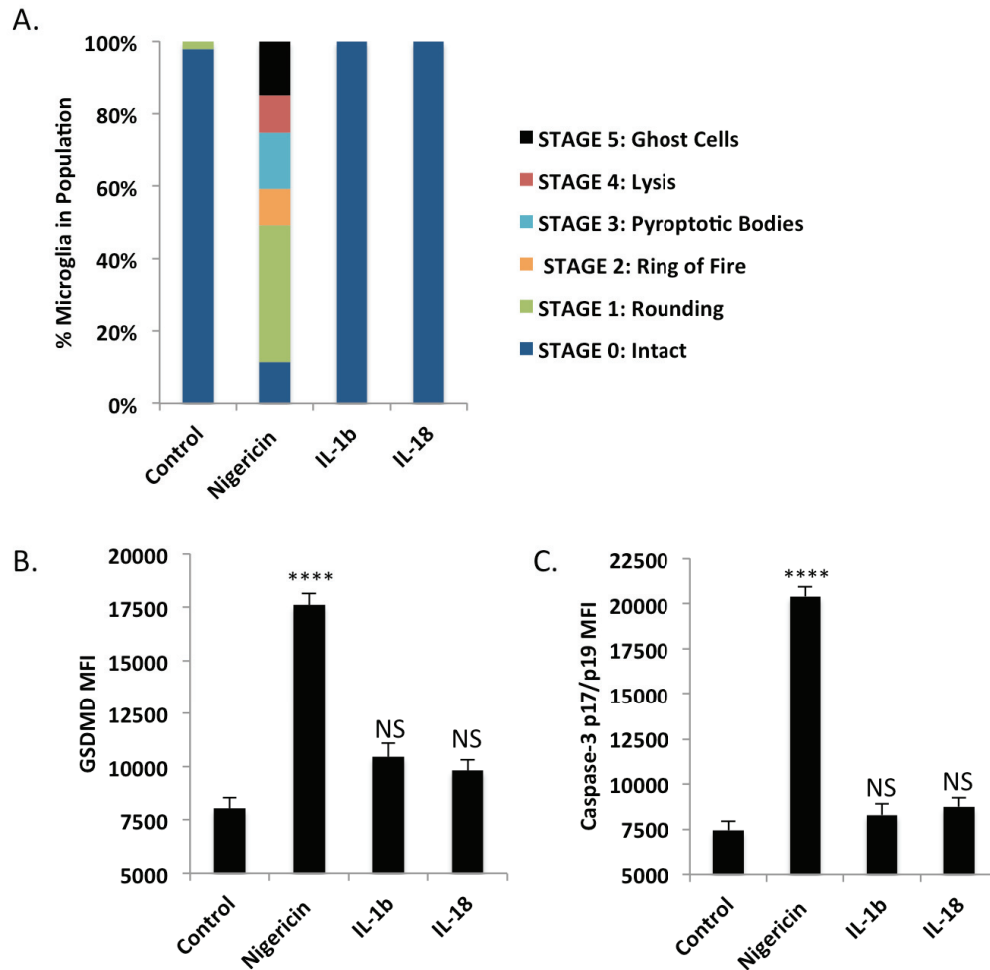 A.
% Microglia in Population
100%
80%
60%
40%
20%
0%
Control
Nigericin
IL-1b
IL-18
STAGE 5: Ghost Cells
STAGE 4: Lysis
STAGE 3: Pyroptotic Bodies
STAGE 2: Ring of Fire
STAGE 1: Rounding
STAGE 0: Intact
B.
GSDMD MFI
20000
17500
15000
12500
10000
7500
5000
****
NS
NS
Control
Nigericin
IL-1b
IL-18
C.
Caspase-3 p17/p19 MFI
22500
20000
17500
15000
12500
10000
7500
5000
****
NS
NS
Control
Nigericin
IL-1b
IL-18